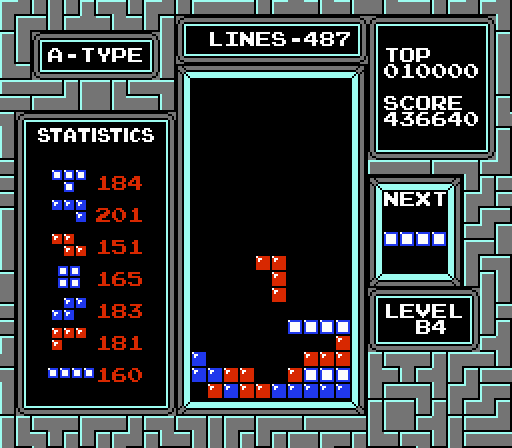 LINES-487
A-TYPE
TOP
010000
SCORE
436640
STATISTICS
184
201
151
165
183
181
160
NEXT
LEVEL
B4